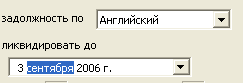 задолжность по Английский
ликвидировать до
3 сентября 2006 г.